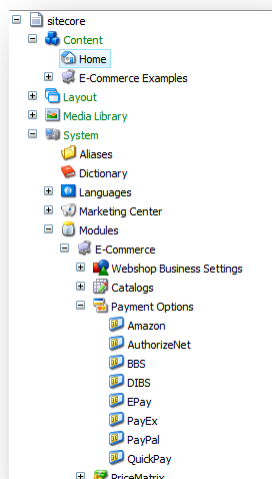 sitecore
Content
Home
E-Commerce Examples
Layout
Media Library
System
Aliases
Dictionary
Languages
Marketing Center
Modules
E-Commerce
Webshop Business Settings
Catalogs
Payment Options
Amazon
AuthorizeNet
BBS
DIBS
EPay
PayEx
PayPal
QuickPay
PriceMatrix